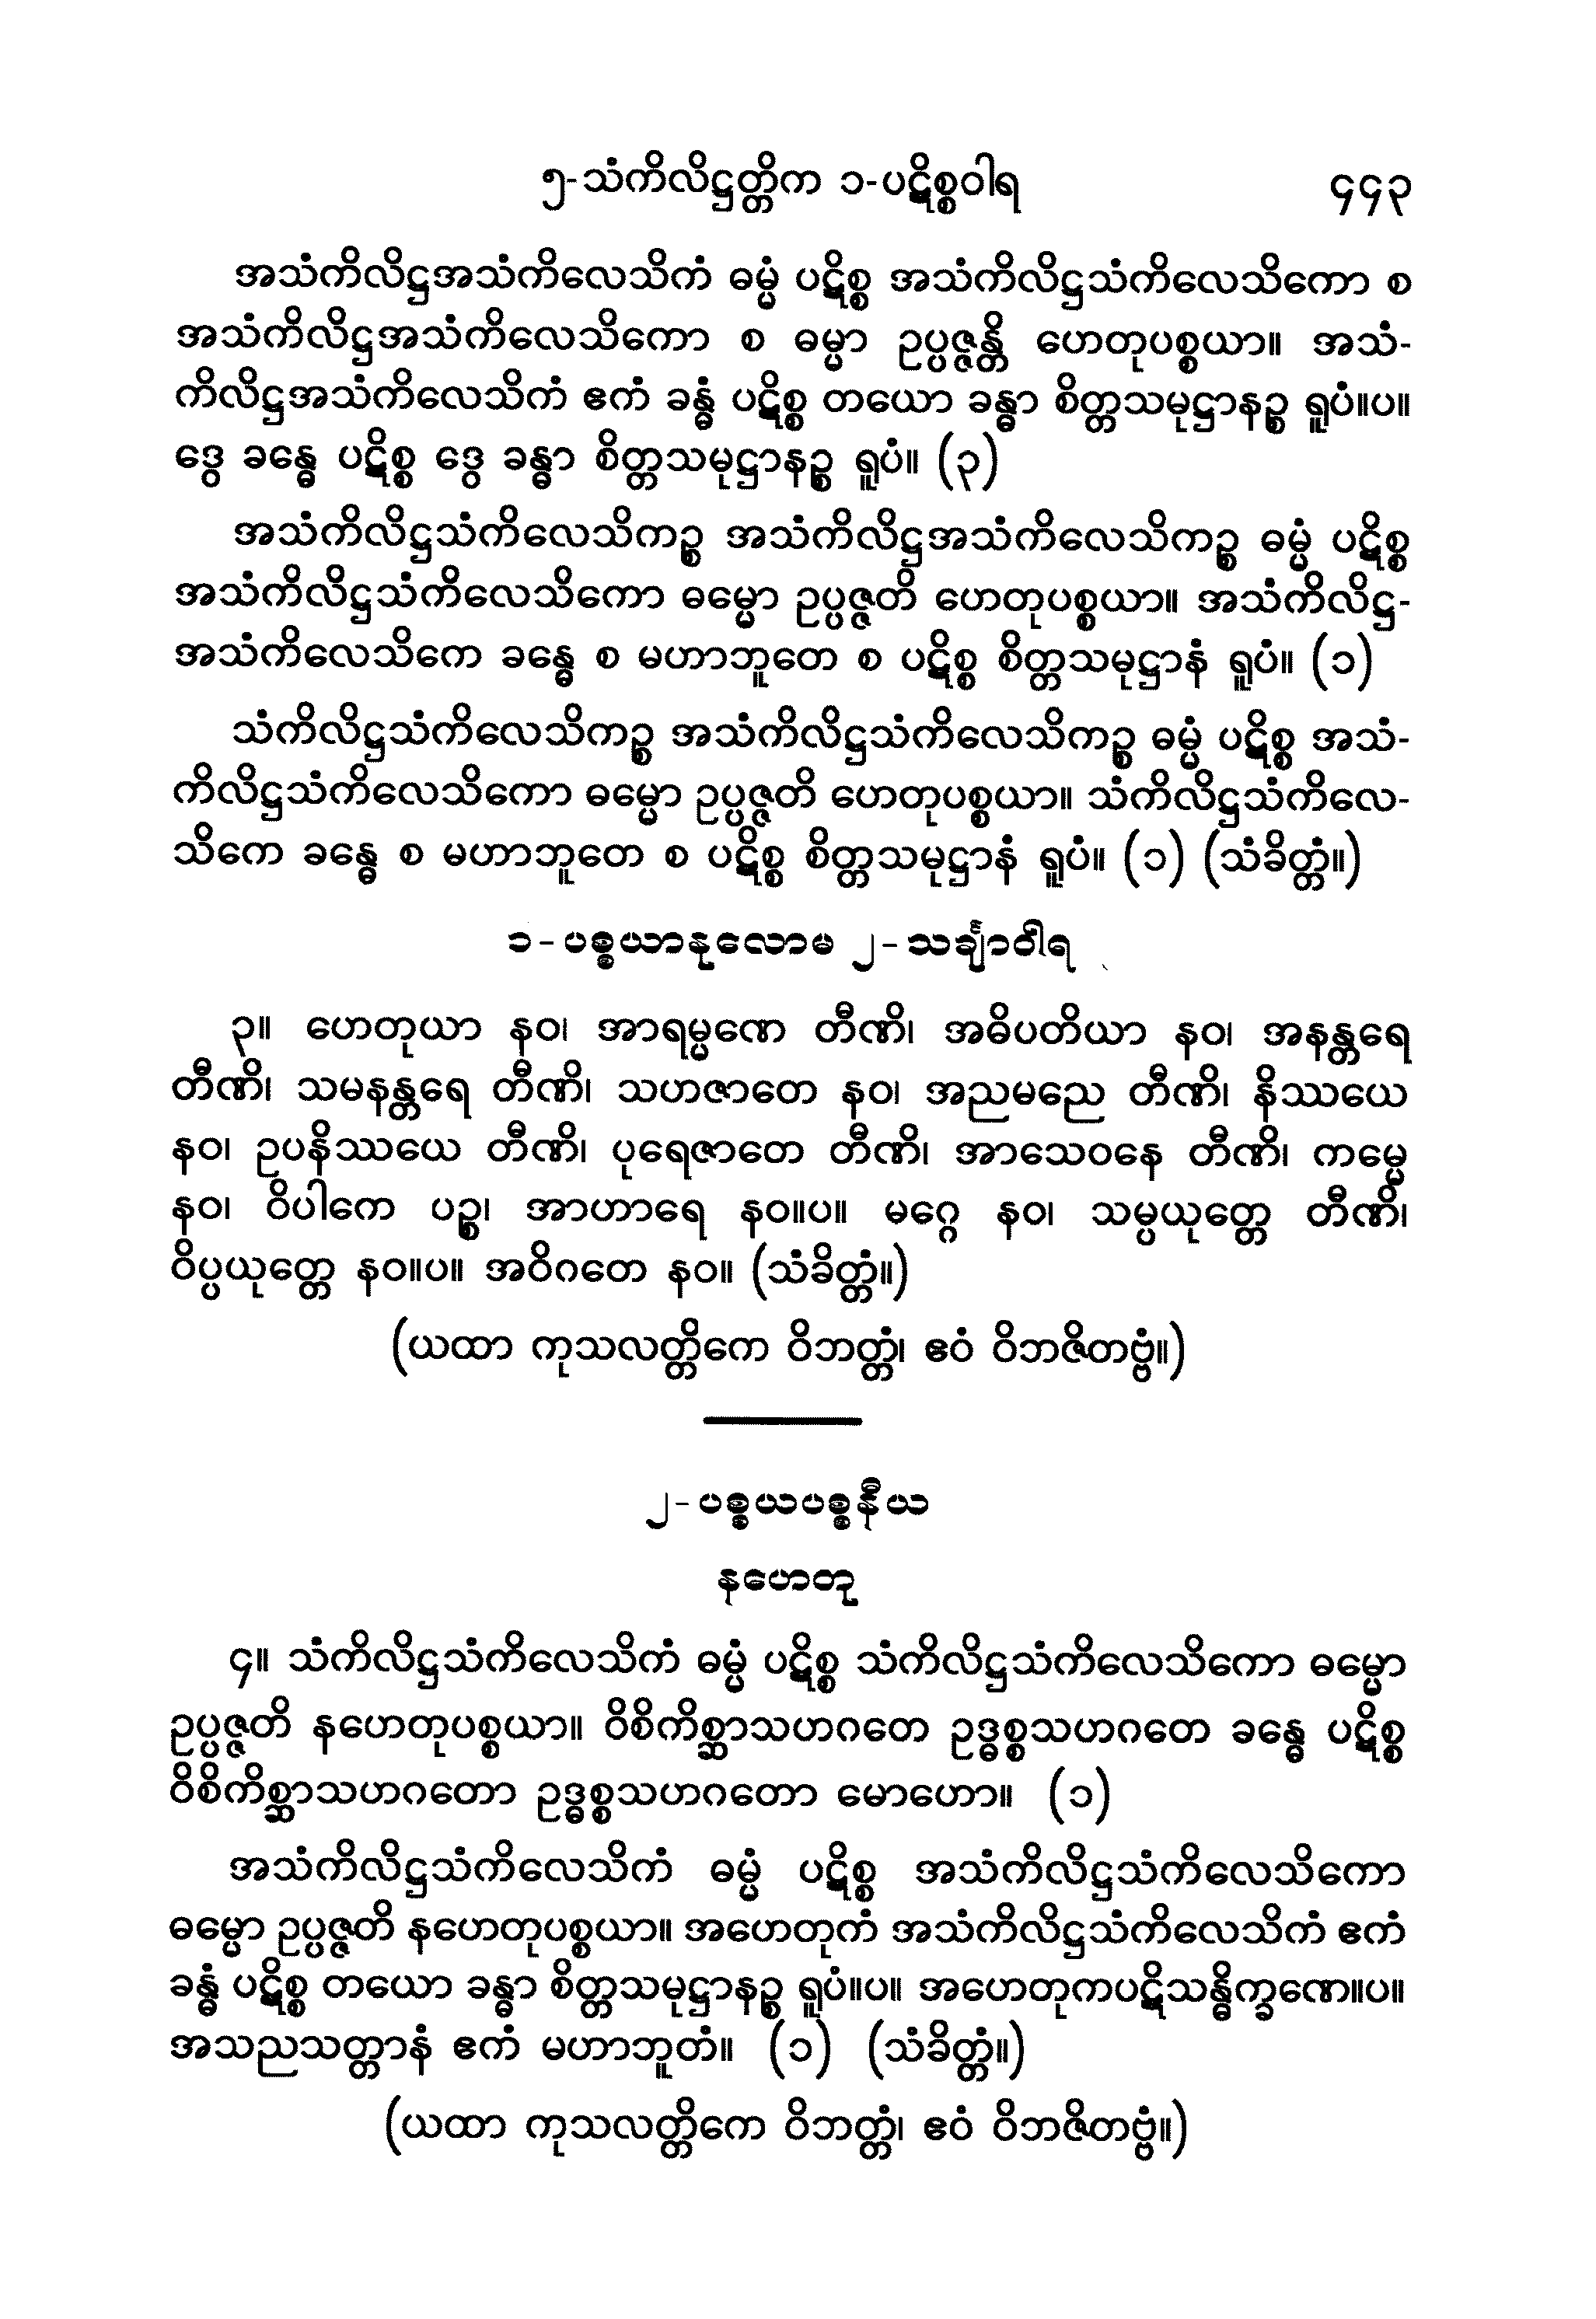 ၅-သံကိလိဋ္ဌတ္တိက ၁-ပဋိစ္စဝါရ ၄၄၃
အသံကိလိဋ္ဌအသံကိလေသိကံ ဓမ္မံ ပဋိစ္စ အသံကိလိဋ္ဌသံကိလေသိကော စ
အသံကိလိဋ္ဌအသံကိလေသိကော စ ဓမ္မာ ဥပ္ပဇ္ဇန္တိ ဟေတုပစ္စယာ။ အသံ-
ကိလိဋ္ဌအသံကိလေသိကံ ဧကံ ခန္ဓံ ပဋိစ္စ တယော ခန္ဓာ စိတ္တသမုဋ္ဌာနဉ္စ ရူပံ။ပ။
ဒွေ ခန္ဓေ ပဋိစ္စ ဒွေ ခန္ဓာ စိတ္တသမုဋ္ဌာနဉ္စ ရူပံ။ (၃)
အသံကိလိဋ္ဌသံကိလေသိကဉ္စ အသံကိလိဋ္ဌအသံကိလေသိကဉ္စ ဓမ္မံ ပဋိစ္စ
အသံကိလိဋ္ဌသံကိလေသိကော ဓမ္မော ဥပ္ပဇ္ဇတိ ဟေတုပစ္စယာ။ အသံကိလိဋ္ဌ-
အသံကိလေသိကေ ခန္ဓေ စ မဟာဘူတေ စ ပဋိစ္စ စိတ္တသမုဋ္ဌာနံ ရူပံ။ (၁)
သံကိလိဋ္ဌသံကိလေသိကဉ္စ အသံကိလိဋ္ဌသံကိလေသိကဉ္စ ဓမ္မံ ပဋိစ္စ အသံ-
ကိလိဋ္ဌသံကိလေသိကော ဓမ္မော ဥပ္ပဇ္ဇတိ ဟေတုပစ္စယာ။ သံကိလိဋ္ဌသံကိလေ-
သိကေ ခန္ဓေ စ မဟာဘူတေ စ ပဋိစ္စ စိတ္တသမုဋ္ဌာနံ ရူပံ။ (၁) (သံခိတ္တံ။)
၁-ပစ္စယာနုလောမ ၂-သင်္ချာဝါရ
၃။ ဟေတုယာ နဝ၊ အာရမ္မဏေ တီဏိ၊ အဓိပတိယာ နဝ၊ အနန္တရေ
တီဏိ၊ သမနန္တရေ တီဏိ၊ သဟဇာတေ နဝ၊ အညမညေ တီဏိ၊ နိဿယေ
နဝ၊ ဥပနိဿယေ တီဏိ၊ ပုရေဇာတေ တီဏိ၊ အာသေဝနေ တီဏိ၊ ကမ္မေ
နဝ၊ ဝိပါကေ ပဉ္စ၊ အာဟာရေ နဝ။ပ။ မဂ္ဂေ နဝ၊ သမ္ပယုတ္တေ တီဏိ၊
ဝိပ္ပယုတ္တေ နဝ။ပ။ အဝိဂတေ နဝ။ (သံခိတ္တံ။)
(ယထာ ကုသလတ္တိကေ ဝိဘတ္တံ၊ ဧဝံ ဝိဘဇိတဗ္ဗံ။)
၂-ပစ္စယပစ္စနီယ
နဟေတု
၄။ သံကိလိဋ္ဌသံကိလေသိကံ ဓမ္မံ ပဋိစ္စ သံကိလိဋ္ဌသံကိလေသိကော ဓမ္မော
ဥပ္ပဇ္ဇတိ နဟေတုပစ္စယာ။ ဝိစိကိစ္ဆာသဟဂတေ ဥဒ္ဓစ္စသဟဂတေ ခန္ဓေ ပဋိစ္စ
ဝိစိကိစ္ဆာသဟဂတော ဥဒ္ဓစ္စသဟဂတော မောဟော။ (၁)
အသံကိလိဋ္ဌသံကိလေသိကံ ဓမ္မံ ပဋိစ္စ အသံကိလိဋ္ဌသံကိလေသိကော
ဓမ္မော ဥပ္ပဇ္ဇတိ နဟေတုပစ္စယာ။ အဟေတုကံ အသံကိလိဋ္ဌသံကိလေသိကံ ဧကံ
ခန္ဓံ ပဋိစ္စ တယော ခန္ဓာ စိတ္တသမုဋ္ဌာနဉ္စ ရူပံ။ပ။ အဟေတုကပဋိသန္ဓိက္ခဏေ။ပ။
အသညသတ္တာနံ ဧကံ မဟာဘူတံ။ (၁) (သံခိတ္တံ။)
(ယထာ ကုသလတ္တိကေ ဝိဘတ္တံ၊ ဧဝံ ဝိဘဇိတဗ္ဗံ။)